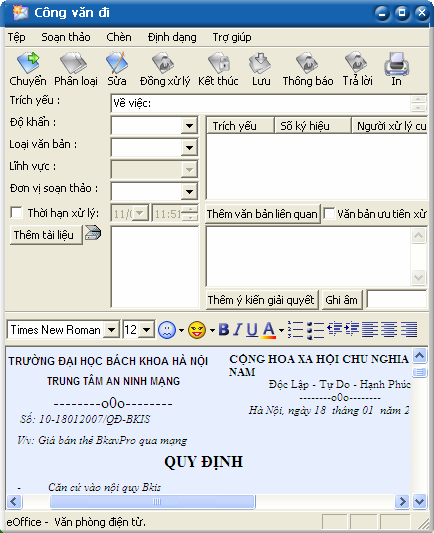 Công văn đi
Tệp Soạn thảo Chèn Định dạng Trợ giúp
Chuyển Phân loại Sửa Đồng xử lý Kết thúc Lưu Thông báo Trả lời In
Trích yếu : Về việc:
Độ khẩn :
Trích yếu Số ký hiệu Người xử lý cu
Loại văn bản :
Lĩnh vực :
Đơn vị soạn thảo :
Thời hạn xử lý: 11/0 11:51 Thêm văn bản liên quan Văn bản ưu tiên xử
Thêm tài liệu
Thêm ý kiến giải quyết Ghi âm
Times New Roman 12 B I U A
TRƯỜNG ĐẠI HỌC BÁCH KHOA HÀ NỘI
CỘNG HOA XA HỘI CHU NGHIA
NAM
TRUNG TÂM AN NINH MẠNG
Độc Lập - Tự Do - Hạnh Phúc
--------o0o--------
--------o0o--------
Số: 10-18012007/QĐ-BKIS
Hà Nội, ngày 18 tháng 01 năm 2
V/v: Giá bán thẻ BkavPro qua mạng
QUY ĐỊNH
- Căn cứ vào nội quy Bkis
eOffice - Văn phòng điện tử.